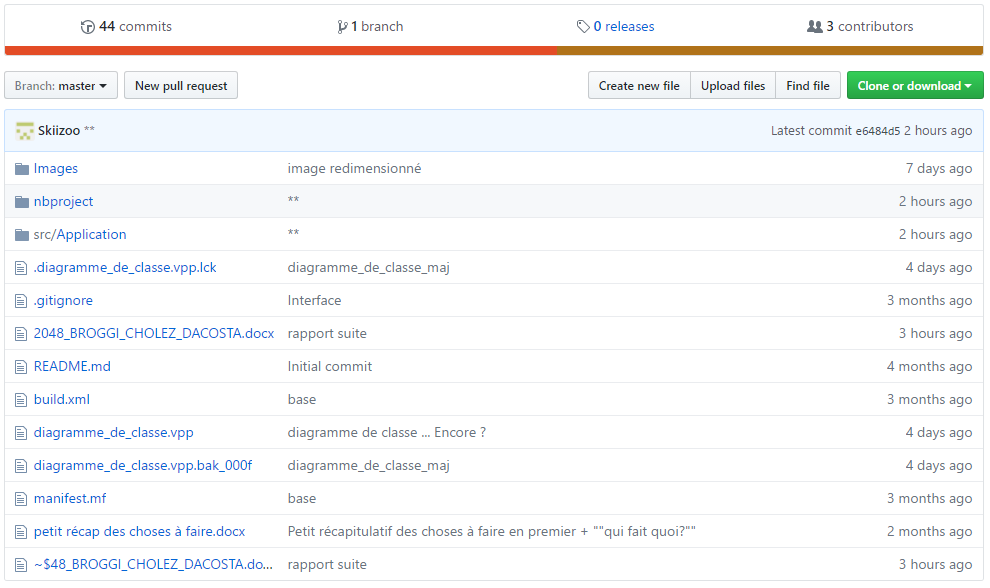 44 commits 1 branch 0 releases 3 contributors
Branch: master New pull request Create new file Upload files Find file Clone or download
Skiizoo ** Latest commit e6484d5 2 hours ago
Images image redimensionné 7 days ago
nbproject ** 2 hours ago
src/Application ** 2 hours ago
.diagramme_de_classe.vpp.lck diagramme_de_classe_maj 4 days ago
.gitignore Interface 3 months ago
2048_BROGGI_CHOLEZ_DACOSTA.docx rapport suite 3 hours ago
README.md Initial commit 4 months ago
build.xml base 3 months ago
diagramme_de_classe.vpp diagramme de classe ... Encore ? 4 days ago
diagramme_de_classe.vpp.bak_000f diagramme_de_classe_maj 4 days ago
manifest.mf base 3 months ago
petit récap des choses à faire.docx Petit récapitulatif des choses à faire en premier + ""qui fait quoi?"" 2 months ago
~$48_BROGGI_CHOLEZ_DACOSTA.do... rapport suite 3 hours ago